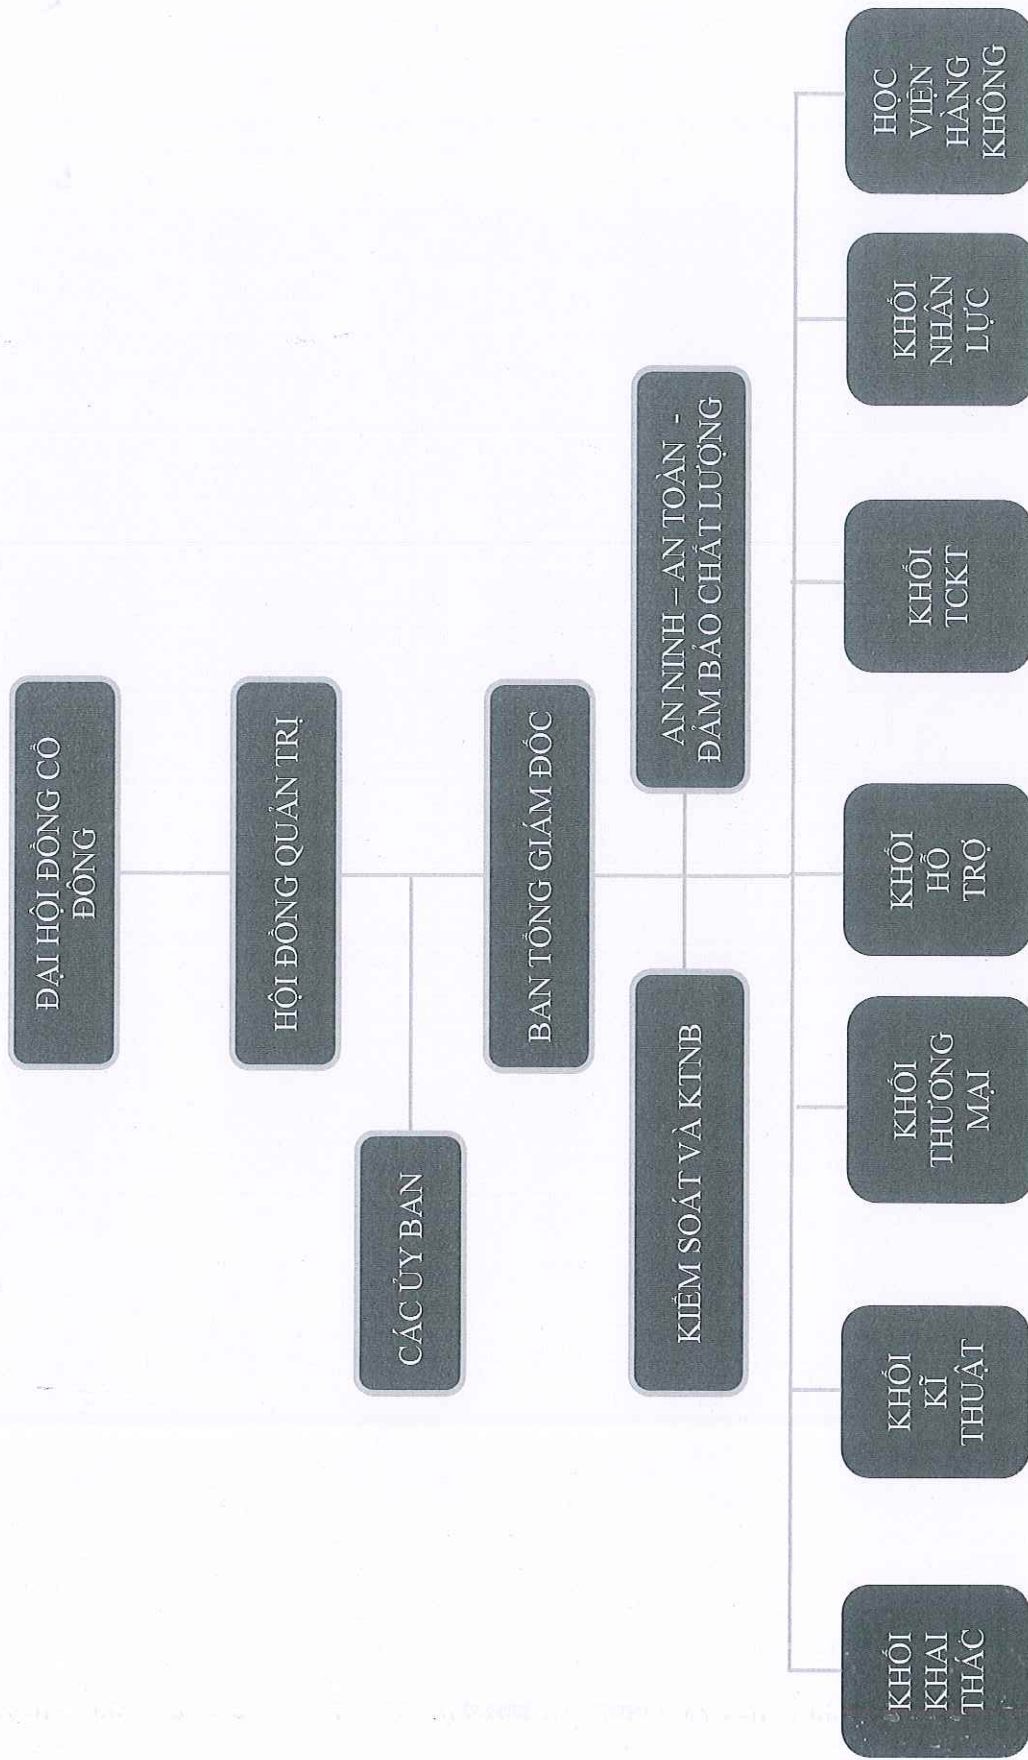 ĐẠI HỘI ĐỒNG CỔ
ĐÔNG
HỘI ĐỒNG QUẢN TRỊ
CÁC ỦY BAN
BAN TỔNG GIÁM ĐỐC
KIỂM SOÁT VÀ KTNB
AN NINH – AN TOÀN -
ĐẢM BẢO CHẤT LƯỢNG
KHỐI
KHAI
THÁC
KHỐI
KĨ
THUẬT
KHỐI
THƯƠNG
MẠI
KHỐI
HỖ
TRỢ
KHỐI
TCKT
KHỐI
NHÂN
LỰC
HỌC
VIỆN
HÀNG
KHÔNG